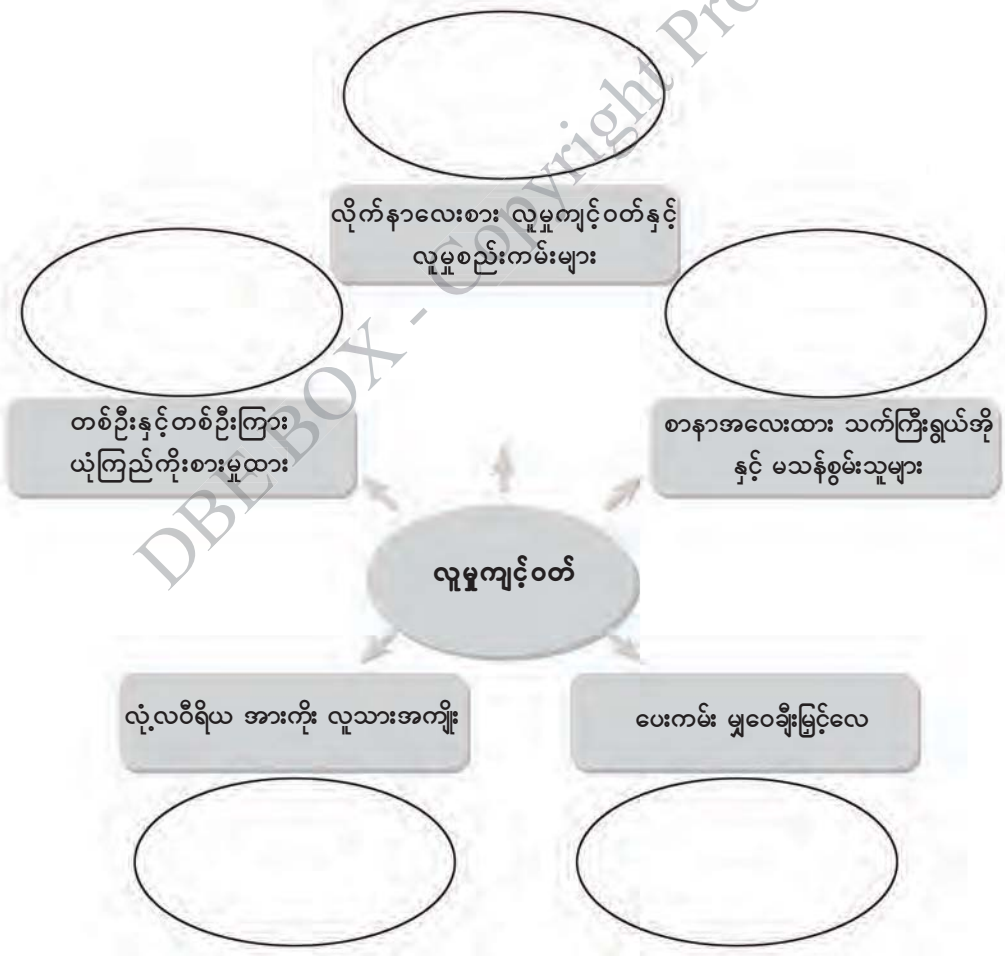 လိုက်နာလေးစား လူမှုကျင့်ဝတ်နှင့်
လူမှုစည်းကမ်းများ
တစ်ဦးနှင့်တစ်ဦးကြား
ယုံကြည်ကိုးစားမှုထား
စာနာအလေးထား သက်ကြီးရွယ်အို
နှင့် မသန်စွမ်းသူများ
လူမှုကျင့်ဝတ်
လုံ့လဝီရိယ အားကိုး လူသားအကျိုး
ပေးကမ်း မျှဝေချီးမြှင့်လေ
DBE BOX - Copyright Pro